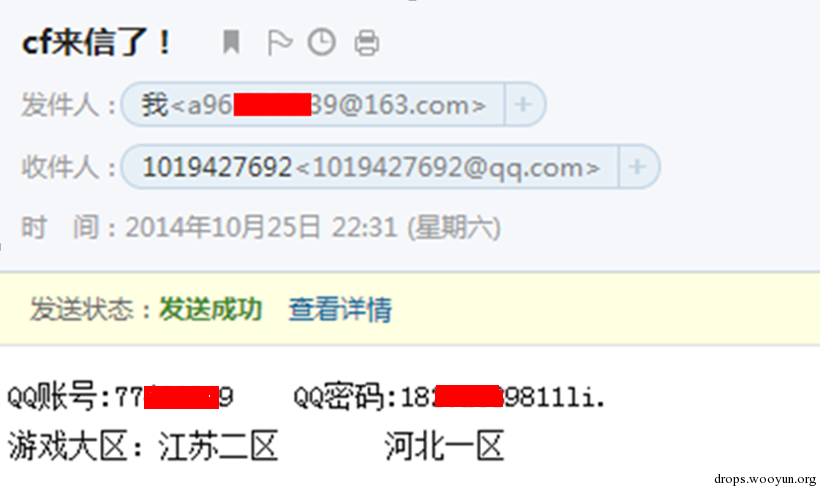 cf来信了！
发件人：我<a96 39@163.com>
收件人：1019427692<1019427692@qq.com>
时 间：2014年10月25日 22:31 (星期六)
发送状态：发送成功 查看详情
QQ账号:77 9 QQ密码:18 9811li.
游戏大区：江苏二区 河北一区
drops.wooyun.org